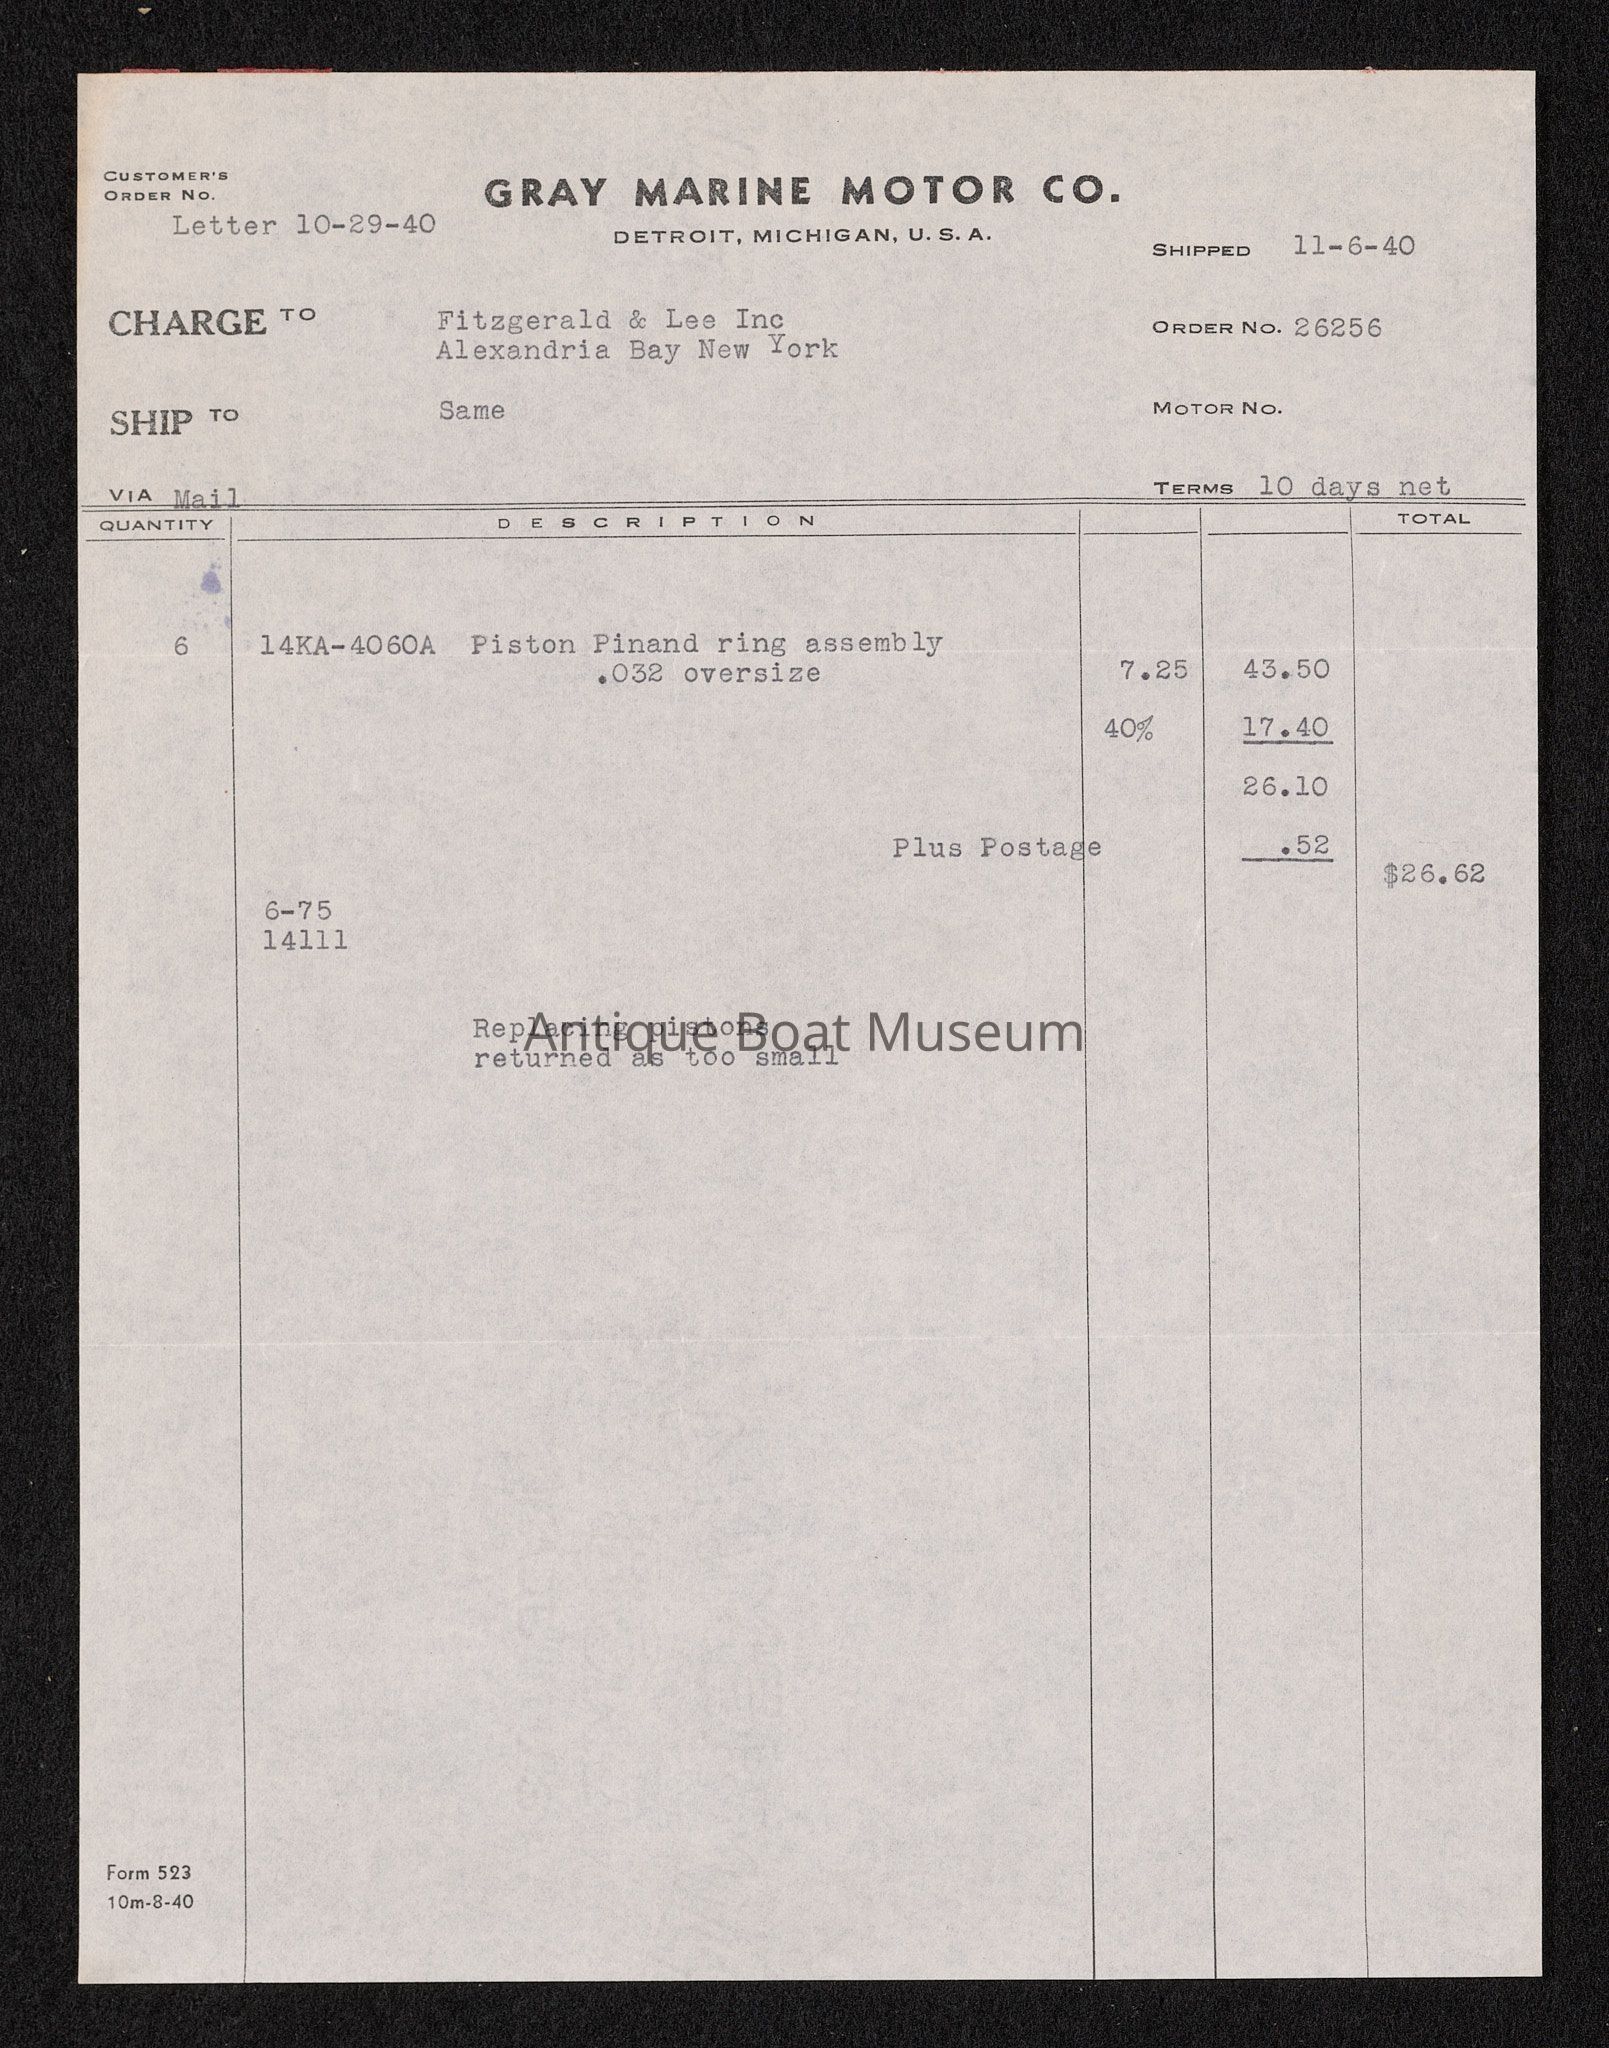 CUSTOMER'S
ORDER No.
Letter 10-29-40
GRAY MARINE MOTOR CO.
DETROIT, MICHIGAN, U. S. A.
SHIPPED 11-6-40
CHARGE TO Fitzgerald & Lee Inc
Alexandria Bay New York
ORDER No. 26256
SHIP TO Same
MOTOR No.
VIA Mail
TERMS 10 days net
QUANTITY DESCRIPTION TOTAL
6 14KA-4060A Piston Pinand ring assembly
.032 oversize 7.25 43.50
40% 17.40
26.10
Plus Postage .52
$26.62
6-75
14111
Replacing pistons
Antique Boat Museum
returned as too small
Form 523
10m-8-40